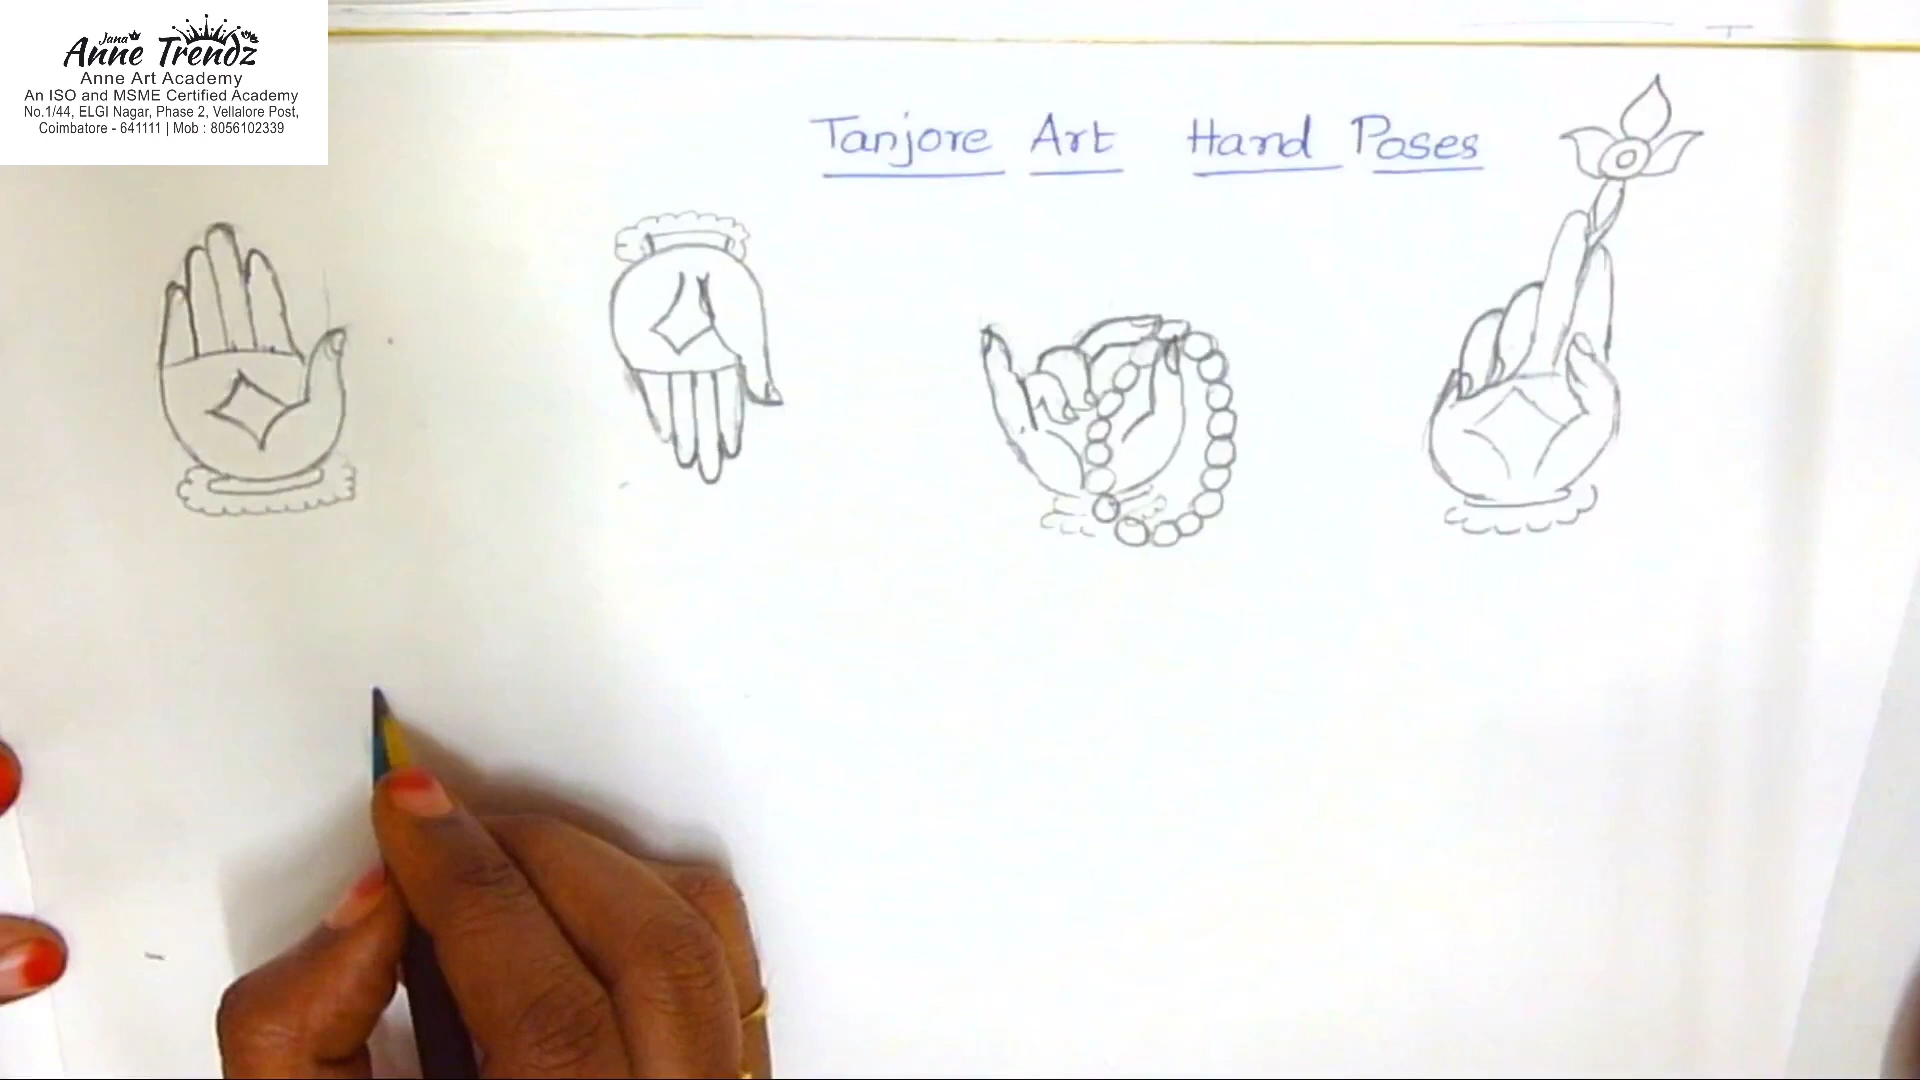 Jana
Anne Trendz
Anne Art Academy
An ISO and MSME Certified Academy
No.1/44, ELGI Nagar, Phase 2, Vellalore Post,
Coimbatore - 641111 | Mob : 8056102339
Tanjore Art Hand Poses